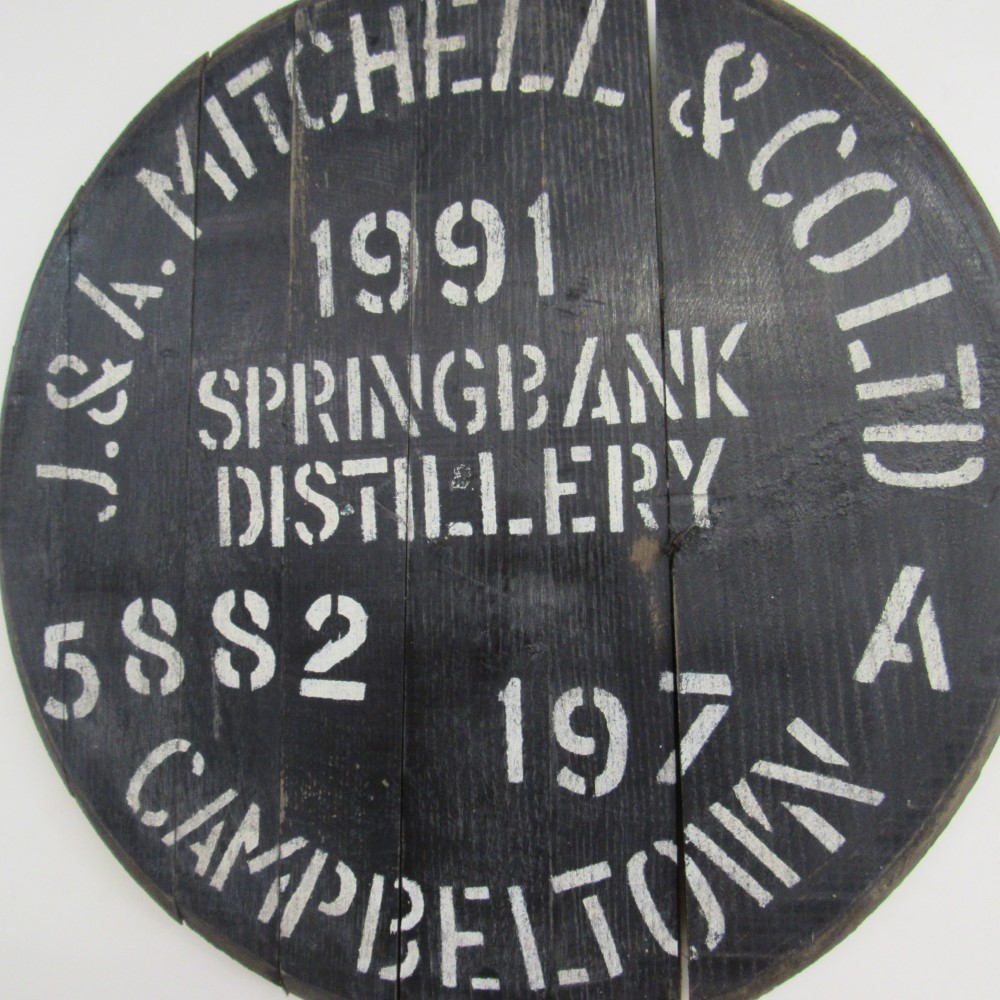 J. & A. MITCHELL & CO LTD
1991
SPRINGBANK
DISTILLERY
5882
197
A
CAMPBELTOWN